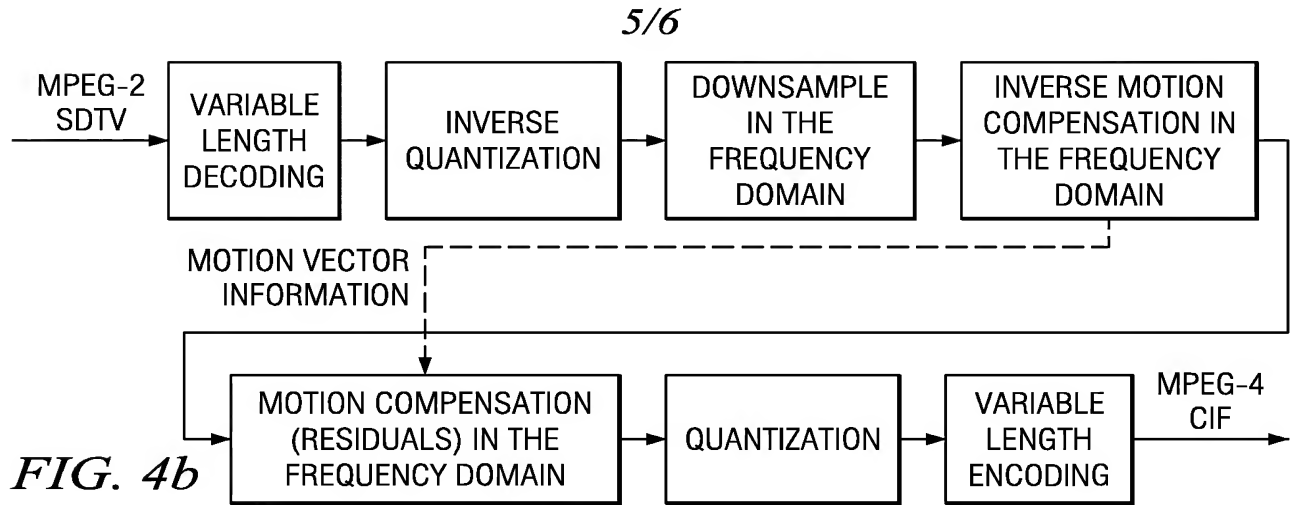 5/6
MPEG-2
SDTV
VARIABLE
LENGTH
DECODING
INVERSE
QUANTIZATION
DOWNSAMPLE
IN THE
FREQUENCY
DOMAIN
INVERSE MOTION
COMPENSATION IN
THE FREQUENCY
DOMAIN
MOTION VECTOR
INFORMATION
MOTION COMPENSATION
(RESIDUALS) IN THE
FREQUENCY DOMAIN
QUANTIZATION
VARIABLE
LENGTH
ENCODING
MPEG-4
CIF
FIG. 4b